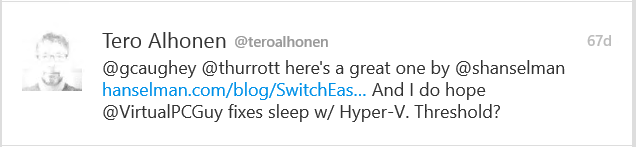 Tero Alhonen @teroalhonen 67d
@gcaughey @thurrott here's a great one by @shanselman
hanselman.com/blog/SwitchEas... And I do hope
@VirtualPCGuy fixes sleep w/ Hyper-V. Threshold?